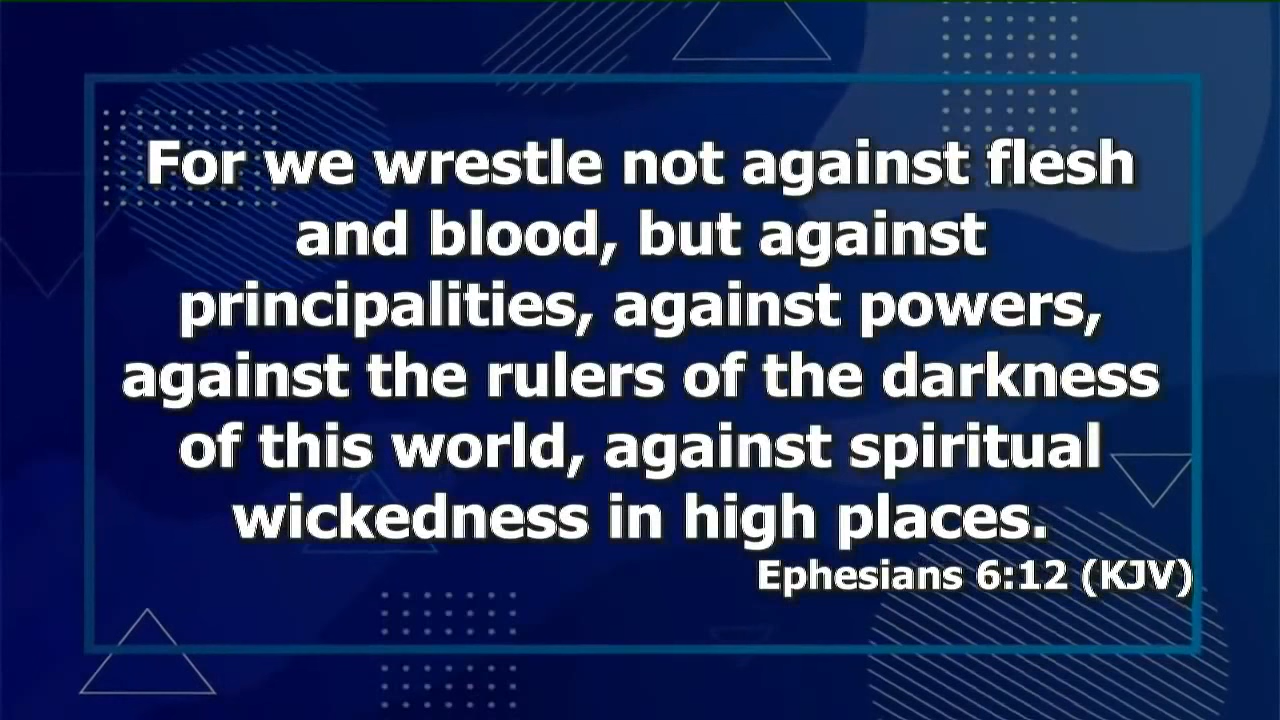 For we wrestle not against flesh
and blood, but against
principalities, against powers,
against the rulers of the darkness
of this world, against spiritual
wickedness in high places.
Ephesians 6:12 (KJV)